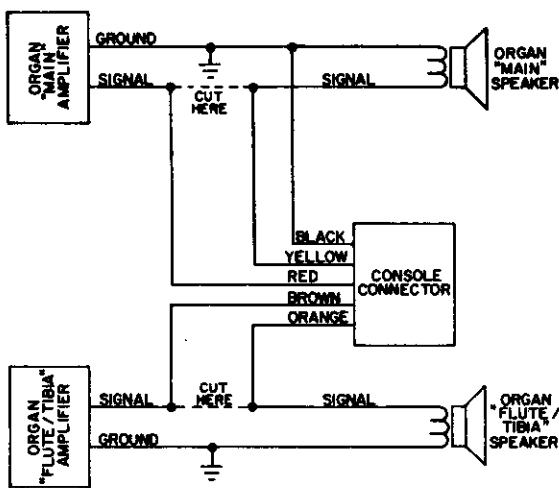 ORGAN
"MAIN"
AMPLIFIER
GROUND
SIGNAL
CUT
HERE
SIGNAL
ORGAN
"MAIN"
SPEAKER
BLACK
YELLOW
RED
BROWN
ORANGE
CONSOLE
CONNECTOR
ORGAN
"FLUTE/TIBIA"
AMPLIFIER
SIGNAL
GROUND
CUT
HERE
SIGNAL
ORGAN
"FLUTE/
TIBIA"
SPEAKER